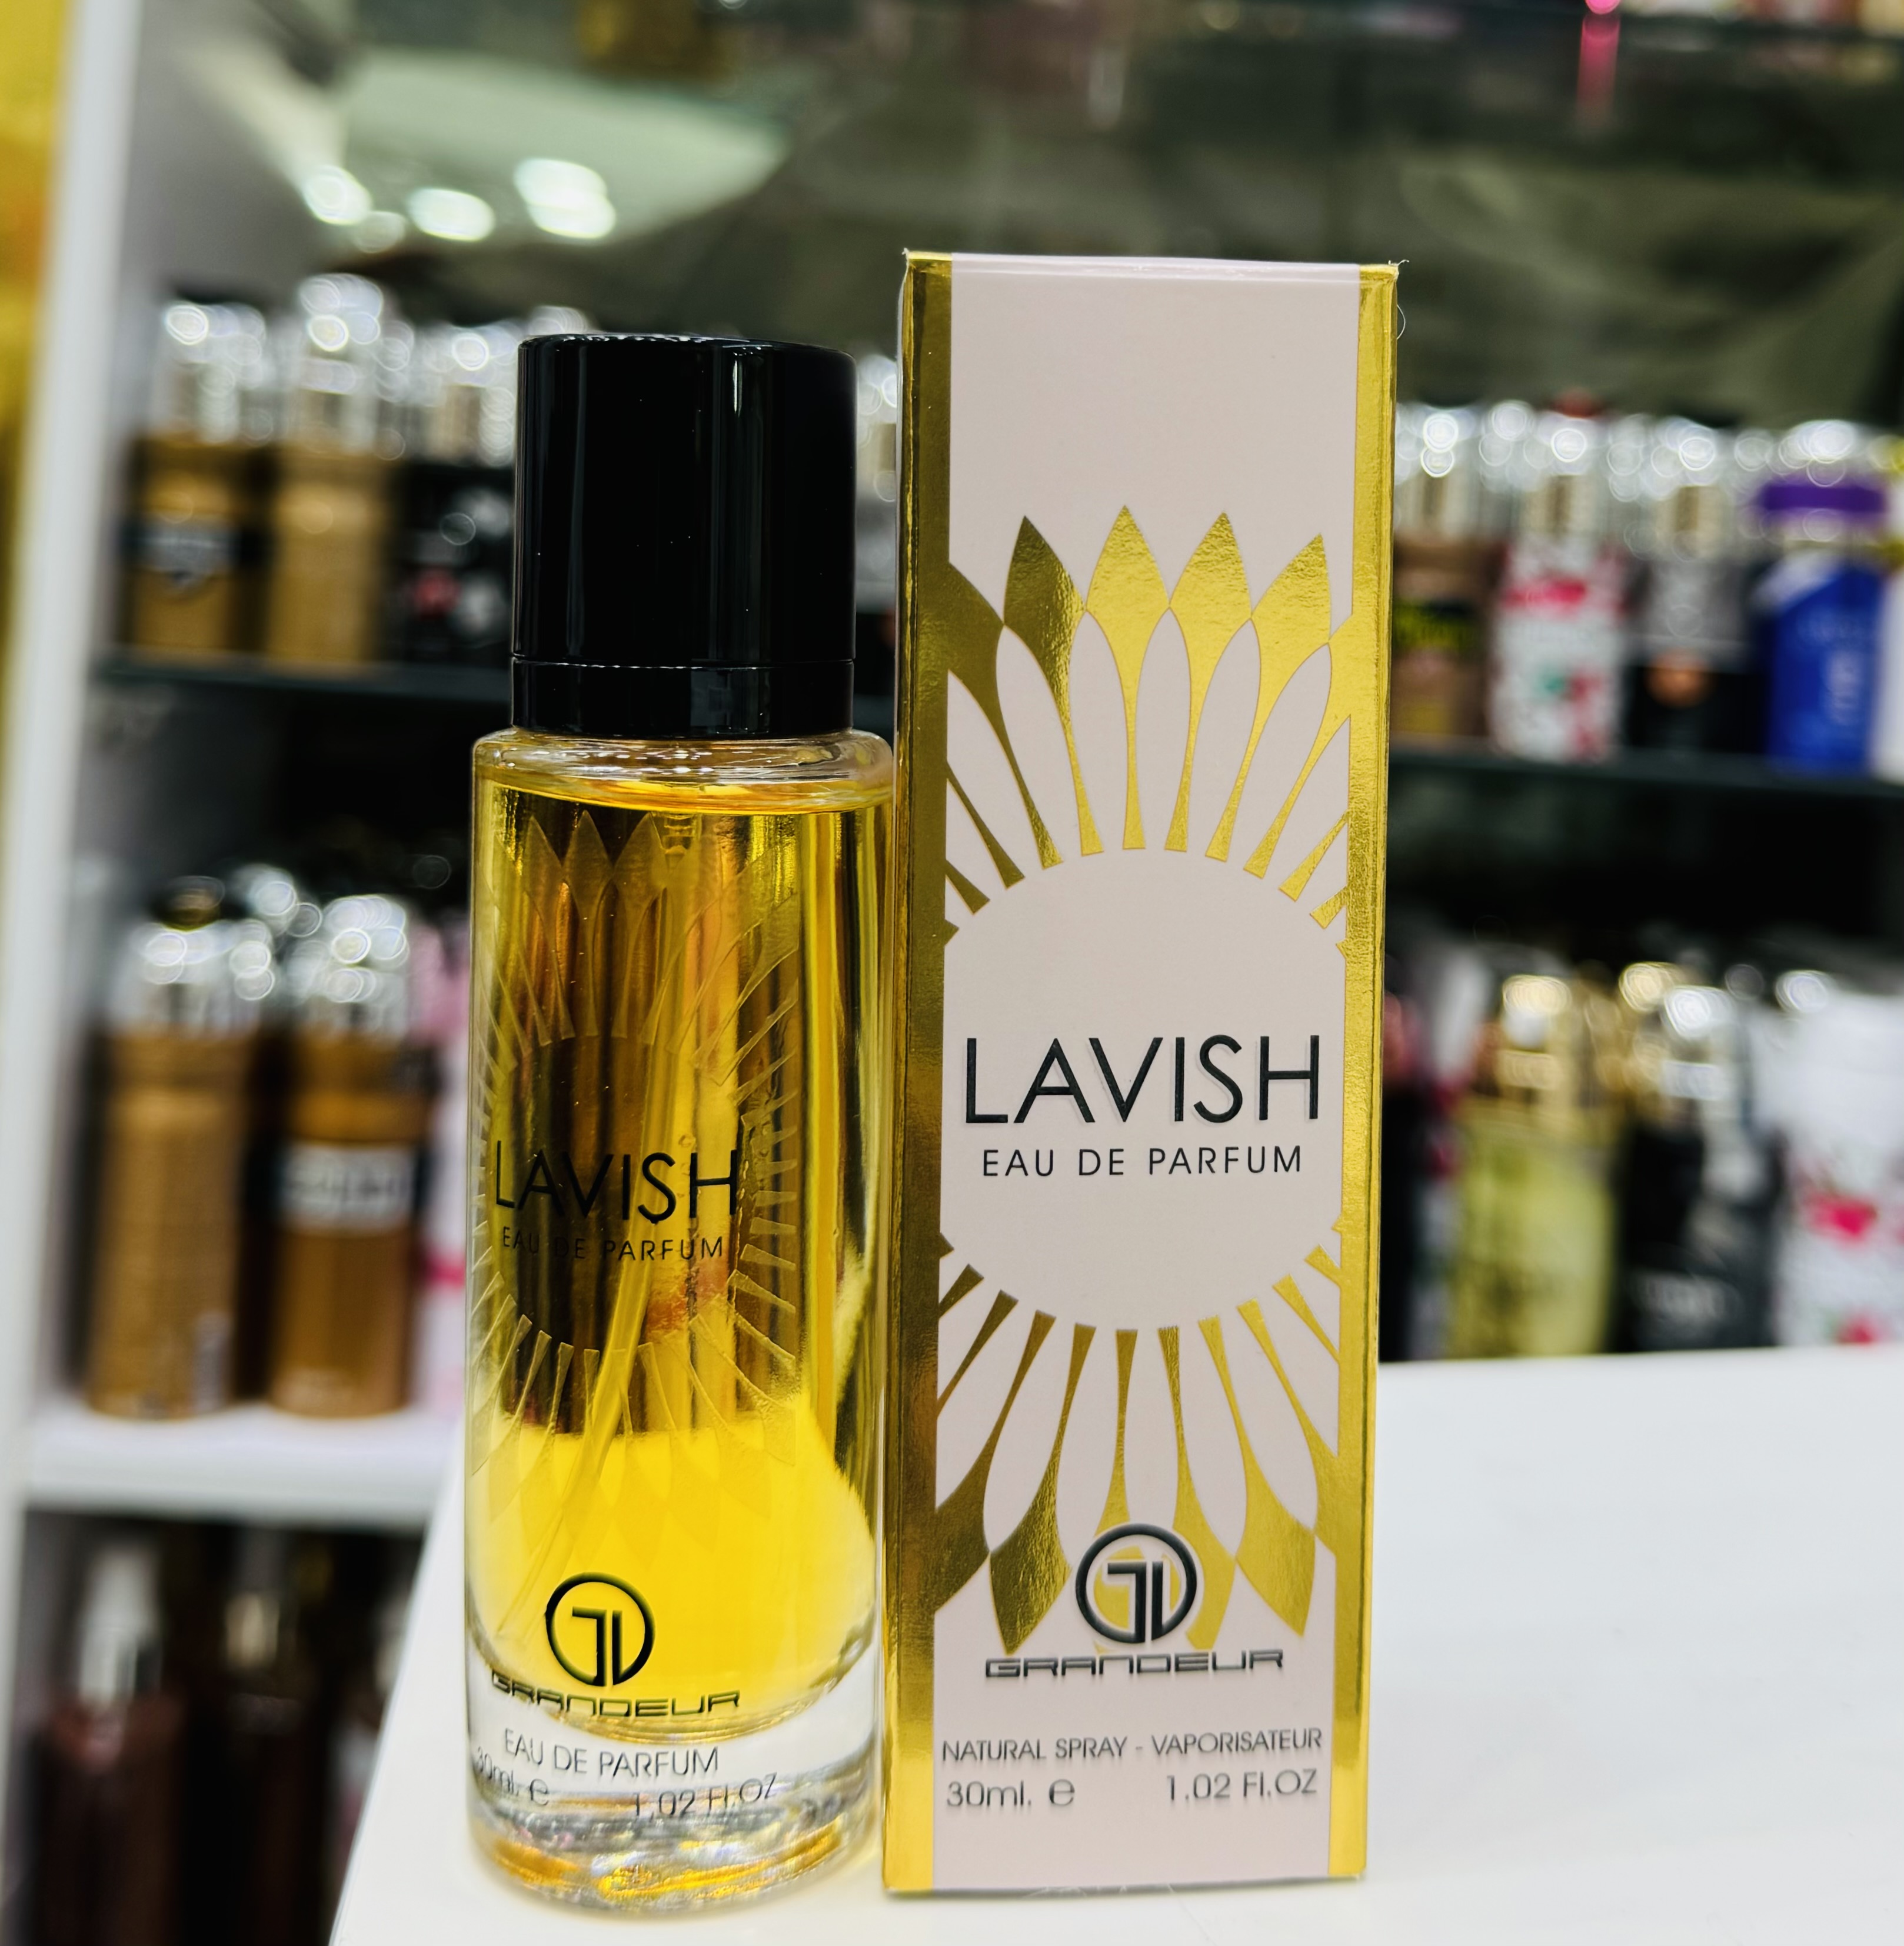 LAVISH
EAU DE PARFUM
GRANDEUR
EAU DE PARFUM
30ml. e 1.02 Fl.OZ
LAVISH
EAU DE PARFUM
GRANDEUR
NATURAL SPRAY - VAPORISATEUR
30ml. e 1.02 Fl.OZ